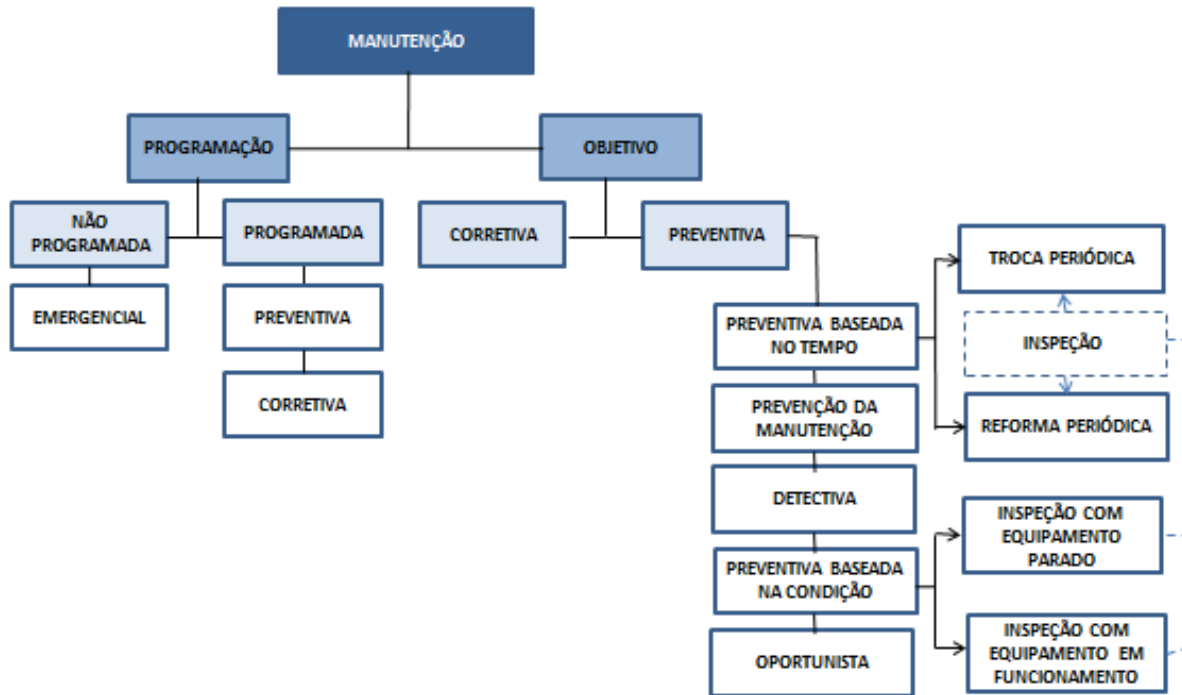 MANUTENÇÃO
PROGRAMAÇÃO
OBJETIVO
NÃO
PROGRAMADA
PROGRAMADA
CORRETIVA
PREVENTIVA
EMERGENCIAL
PREVENTIVA
CORRETIVA
PREVENTIVA BASEADA
NO TEMPO
PREVENÇÃO DA
MANUTENÇÃO
DETECTIVA
PREVENTIVA BASEADA
NA CONDIÇÃO
OPORTUNISTA
TROCA PERIÓDICA
INSPEÇÃO
REFORMA PERIÓDICA
INSPEÇÃO COM
EQUIPAMENTO
PARADO
INSPEÇÃO COM
EQUIPAMENTO EM
FUNCIONAMENTO